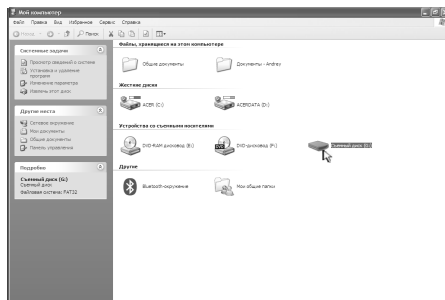 Мой компьютер
Файл Правка Вид Избранное Сервис Справка
Назад Поиск
Системные задачи
Просмотр сведений о системе
Установка и удаление программ
Изменение параметра
Извлечь этот диск
Другие места
Сетевое окружение
Мои документы
Общие документы
Панель управления
Подробно
Съемный диск (G:)
Съемный диск
Файловая система: FAT32
Файлы, хранящиеся на этом компьютере
Общие документы
Документы - Andrey
Жесткие диски
ACER (C:)
ACERDATA (D:)
Устройства со съемными носителями
DVD-RAM дисковод (E:)
DVD-дисковод (F:)
Съемный диск (G:)
Другие
Bluetooth-окружение
Мои общие папки